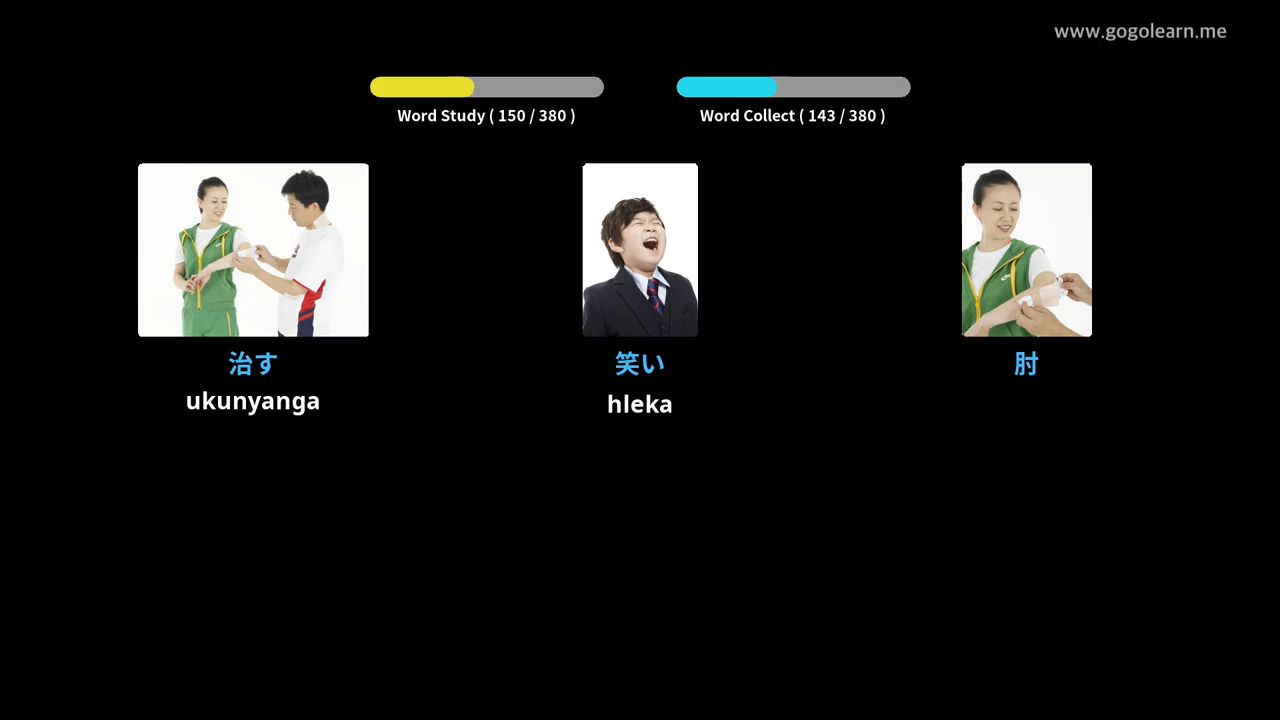 www.gogolearn.me
Word Study ( 150 / 380 )
Word Collect ( 143 / 380 )
治す
笑い
肘
ukunyanga
hleka